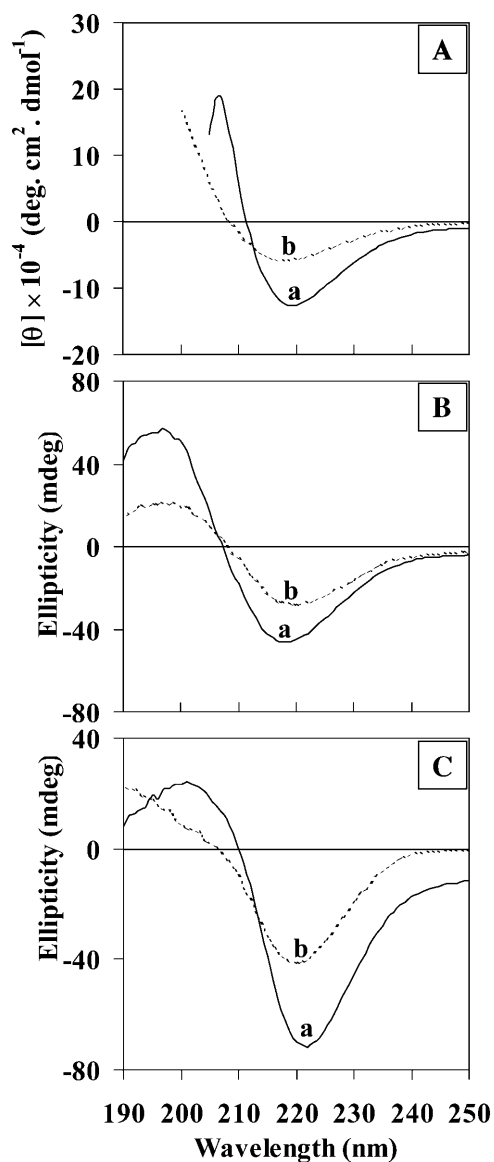 [θ] × 10⁻⁴ (deg. cm². dmol⁻¹)
30
20
10
0
-10
-20
A
b
a
Ellipticity (mdeg)
80
40
0
-40
-80
B
b
a
Ellipticity (mdeg)
40
0
-40
-80
C
b
a
190 200 210 220 230 240 250
Wavelength (nm)